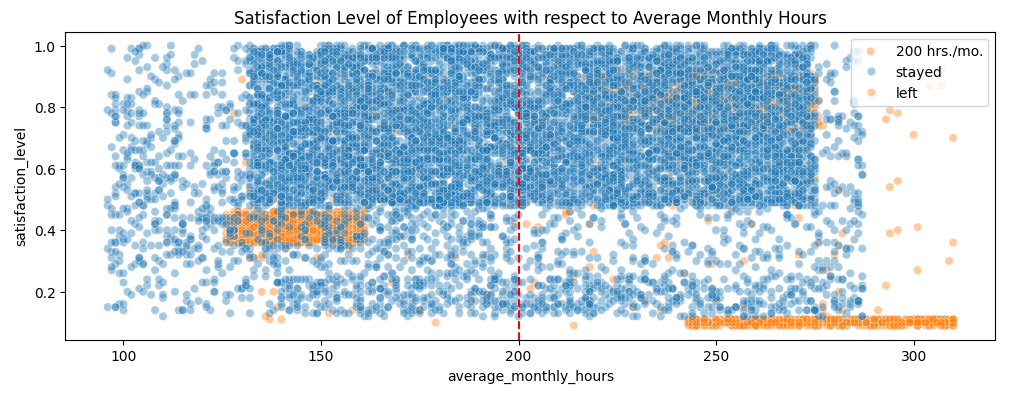 Satisfaction Level of Employees with respect to Average Monthly Hours
200 hrs./mo.
stayed
left
satisfaction_level
1.0
0.8
0.6
0.4
0.2
100
150
200
250
300
average_monthly_hours